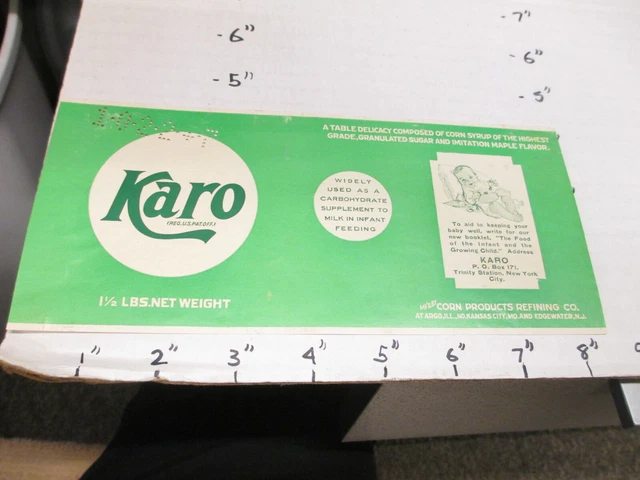 - 7"
- 6"
- 6"
- 5"
- 5"
A TABLE DELICACY COMPOSED OF CORN SYRUP OF THE HIGHEST
GRADE, GRANULATED SUGAR AND IMITATION MAPLE FLAVOR.
Karo
(REG. U.S. PAT. OFF.)
1½ LBS. NET WEIGHT
WIDELY
USED AS A
CARBOHYDRATE
SUPPLEMENT TO
MILK IN INFANT
FEEDING
To aid in keeping your
baby well, write for our
new booklet, "The Food
of the Infant and the
Growing Child." Address
KARO
P. O. Box 171,
Trinity Station, New York
City.
CORN PRODUCTS REFINING CO.
AT ARGO, ILL., NO. KANSAS CITY, MO. AND EDGEWATER, N.J.
1" 2" 3" 4" 5" 6" 7" 8"